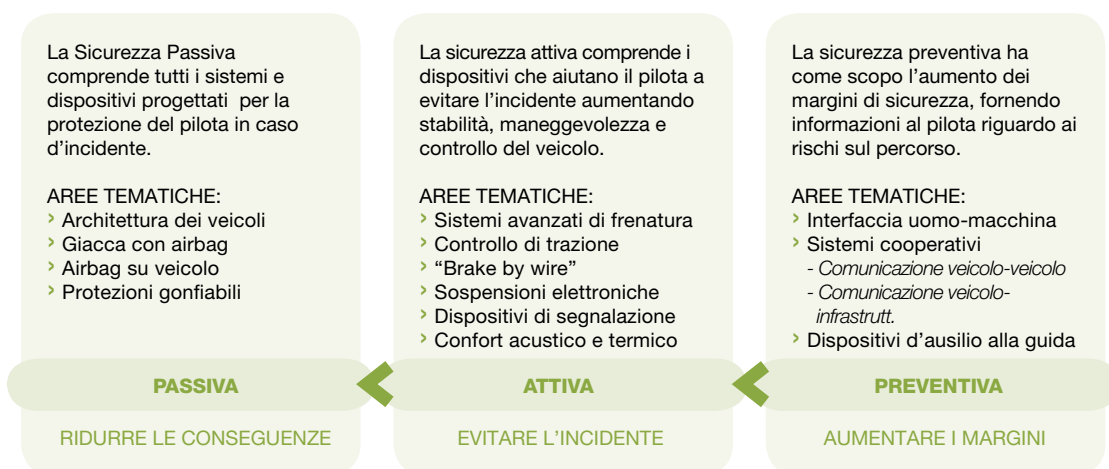 La Sicurezza Passiva
comprende tutti i sistemi e
dispositivi progettati per la
protezione del pilota in caso
d’incidente.
AREE TEMATICHE:
› Architettura dei veicoli
› Giacca con airbag
› Airbag su veicolo
› Protezioni gonfiabili
PASSIVA
RIDURRE LE CONSEGUENZE
La sicurezza attiva comprende i
dispositivi che aiutano il pilota a
evitare l’incidente aumentando
stabilità, maneggevolezza e
controllo del veicolo.
AREE TEMATICHE:
› Sistemi avanzati di frenatura
› Controllo di trazione
› “Brake by wire”
› Sospensioni elettroniche
› Dispositivi di segnalazione
› Confort acustico e termico
ATTIVA
EVITARE L’INCIDENTE
La sicurezza preventiva ha
come scopo l’aumento dei
margini di sicurezza, fornendo
informazioni al pilota riguardo ai
rischi sul percorso.
AREE TEMATICHE:
› Interfaccia uomo-macchina
› Sistemi cooperativi
- Comunicazione veicolo-veicolo
- Comunicazione veicolo-
infrastrutt.
› Dispositivi d’ausilio alla guida
PREVENTIVA
AUMENTARE I MARGINI